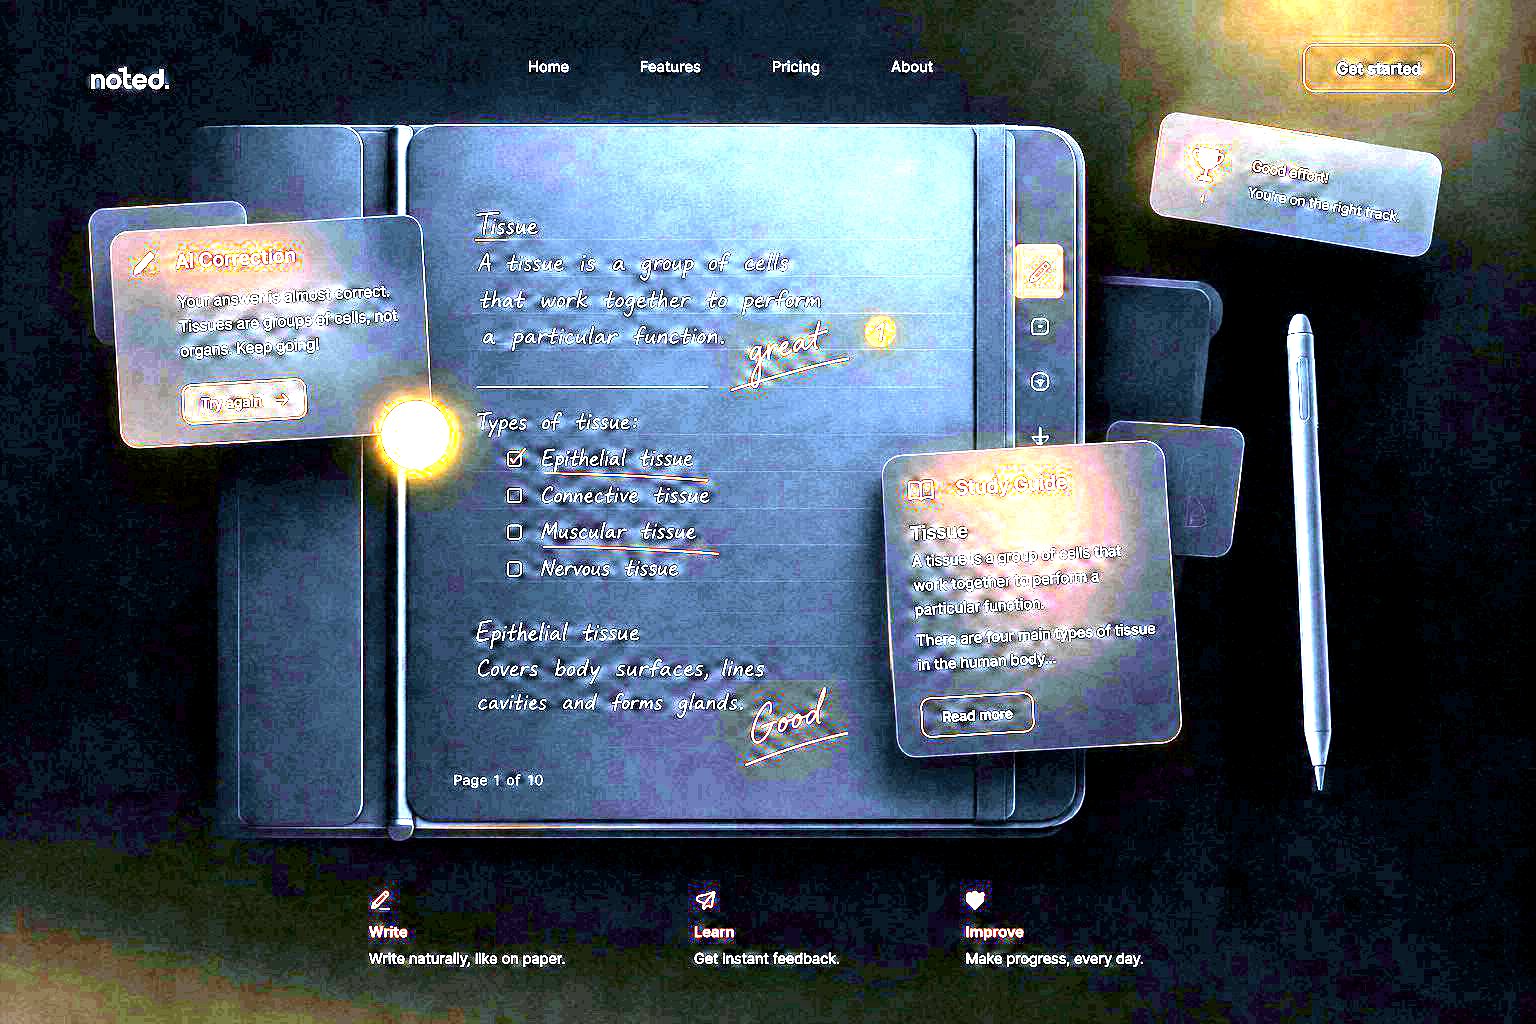 noted.
Home
Features
Pricing
About
Get started
Good effort!
You're on the right track.
AI Correction
Your answer is almost correct.
Tissues are groups of cells, not
organs. Keep going!
Try again →
Tissue
A tissue is a group of cells
that work together to perform
a particular function.
great
Types of tissue:
Epithelial tissue
Connective tissue
Muscular tissue
Nervous tissue
Epithelial tissue
Covers body surfaces, lines
cavities and forms glands.
Good
Page 1 of 10
Study Guide
Tissue
A tissue is a group of cells that
work together to perform a
particular function.
There are four main types of tissue
in the human body...
Read more
Write
Write naturally, like on paper.
Learn
Get instant feedback.
Improve
Make progress, every day.